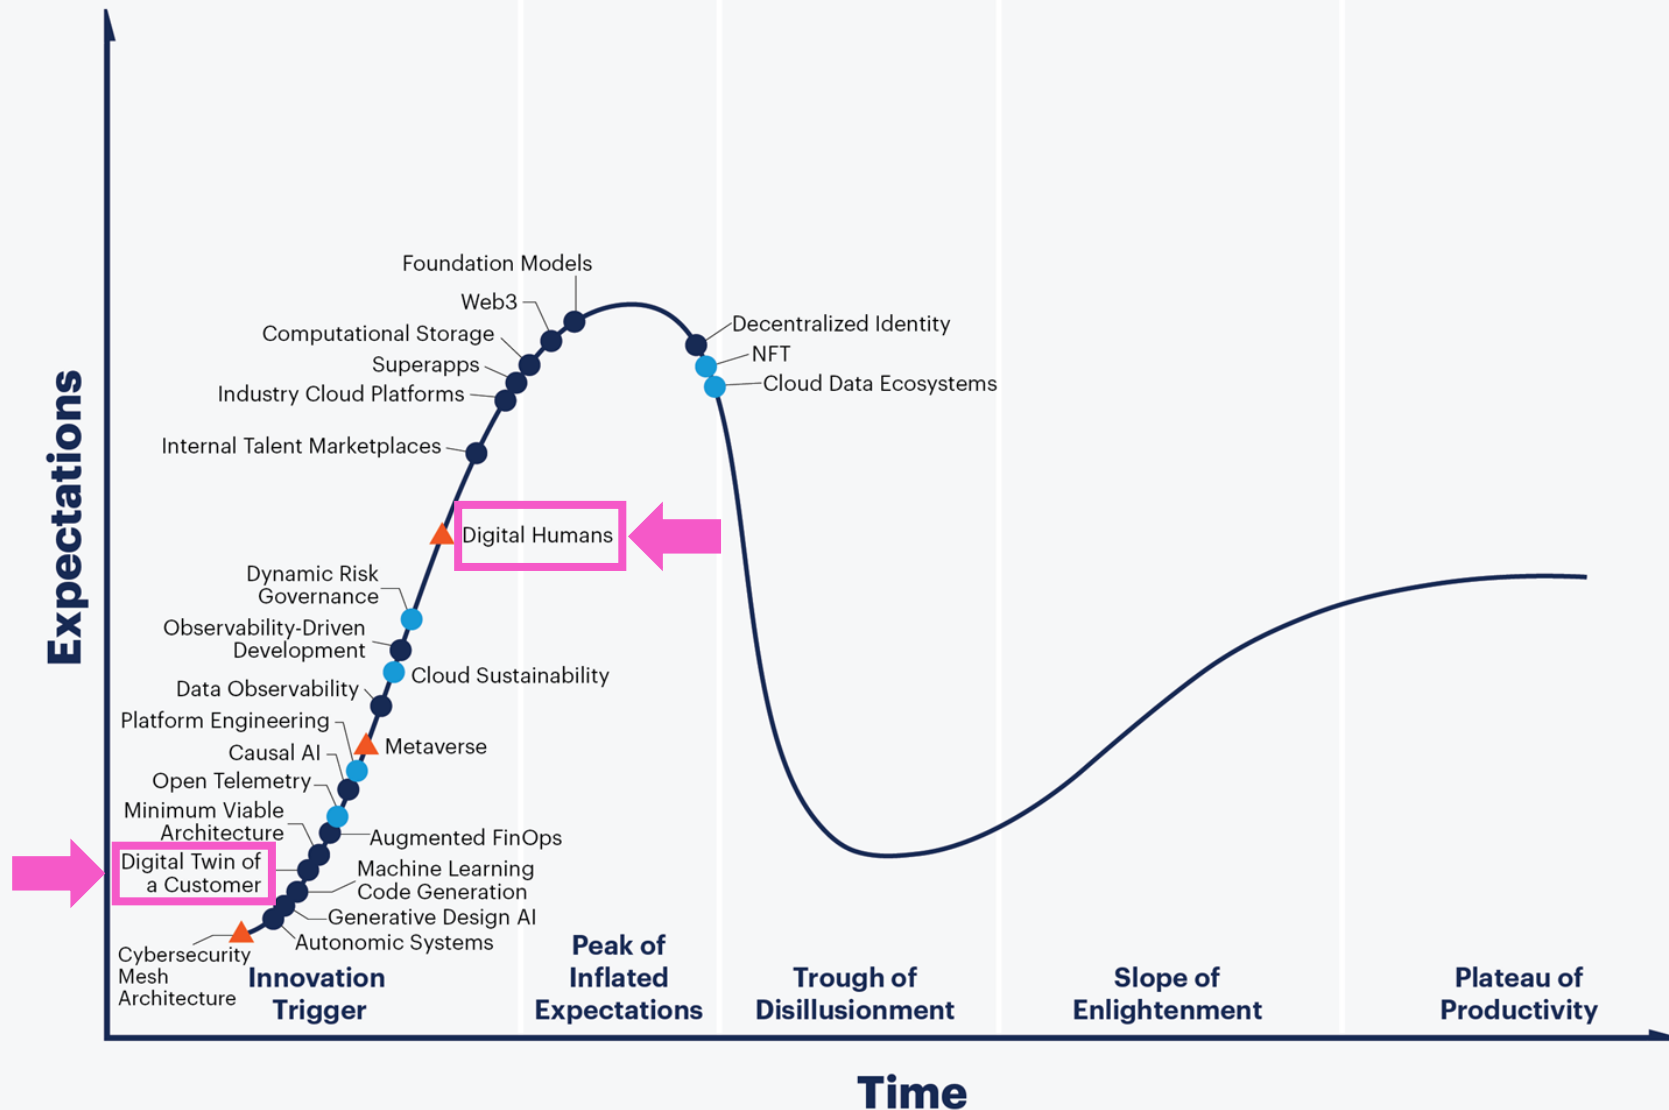 Foundation Models
Web3
Computational Storage
Superapps
Industry Cloud Platforms
Internal Talent Marketplaces
Decentralized Identity
NFT
Cloud Data Ecosystems
Digital Humans
Dynamic Risk
Governance
Observability-Driven
Development
Cloud Sustainability
Data Observability
Platform Engineering
Metaverse
Causal AI
Open Telemetry
Minimum Viable
Architecture
Augmented FinOps
Digital Twin of
a Customer
Machine Learning
Code Generation
Generative Design AI
Autonomic Systems
Cybersecurity
Mesh
Architecture
Expectations
Innovation
Trigger
Peak of
Inflated
Expectations
Trough of
Disillusionment
Slope of
Enlightenment
Plateau of
Productivity
Time